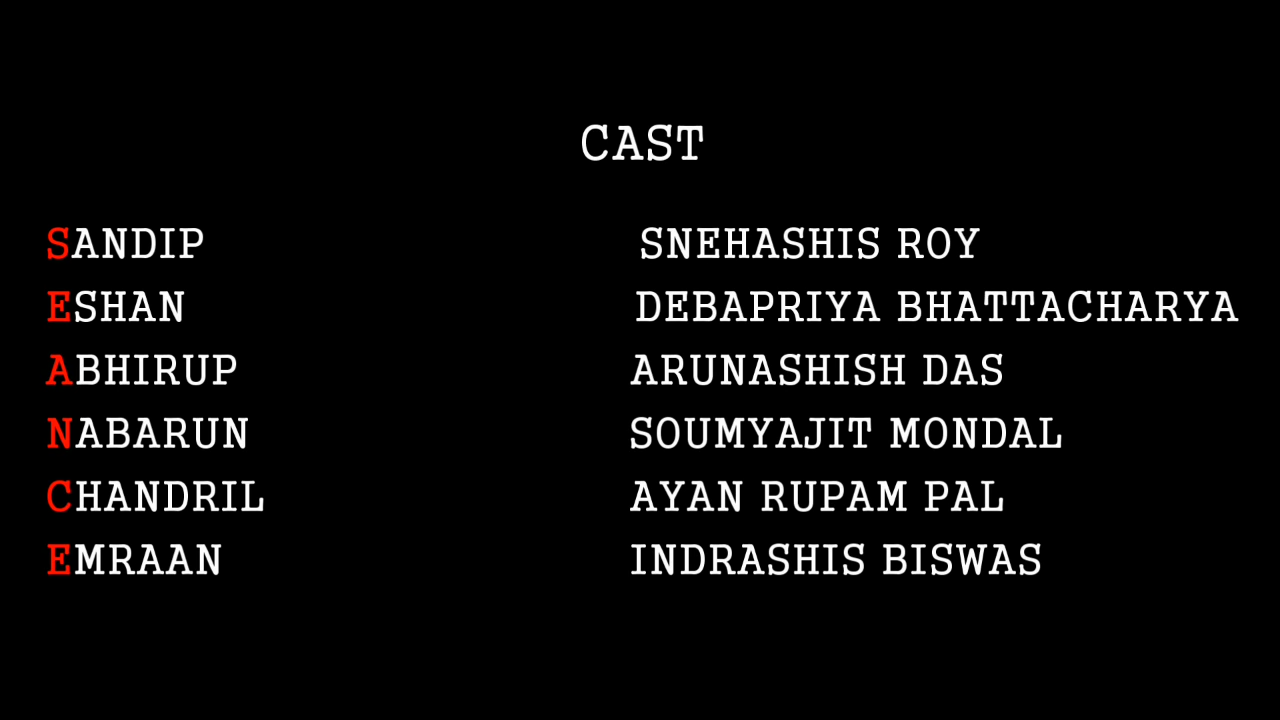 CAST
SANDIP SNEHASHIS ROY
ESHAN DEBAPRIYA BHATTACHARYA
ABHIRUP ARUNASHISH DAS
NABARUN SOUMYAJIT MONDAL
CHANDRIL AYAN RUPAM PAL
EMRAAN INDRASHIS BISWAS